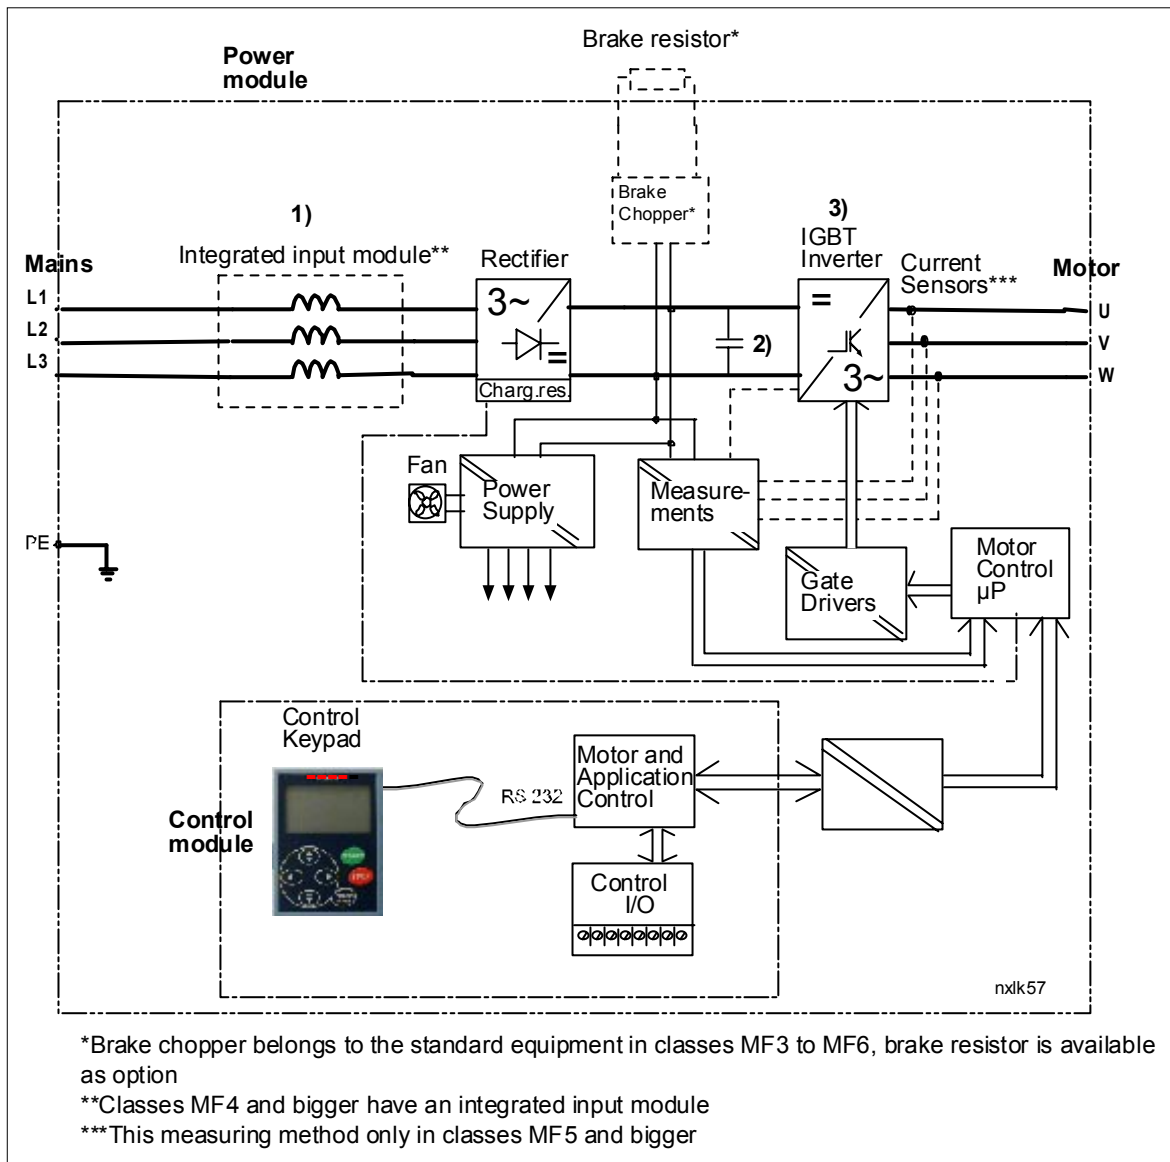 Brake resistor*
Power
module
Brake
Chopper*
1)
3)
Integrated input module**
Rectifier
IGBT
Inverter
Current
Sensors***
Mains
Motor
L1
L2
L3
3~
=
=
3~
2)
U
V
W
Charg.res.
Fan
Power
Supply
Measure-
ments
PE
Motor
Control
µP
Gate
Drivers
Control
Keypad
Motor and
Application
Control
RS 232
Control
module
Control
I/O
nxlk57
*Brake chopper belongs to the standard equipment in classes MF3 to MF6, brake resistor is available
as option
**Classes MF4 and bigger have an integrated input module
***This measuring method only in classes MF5 and bigger